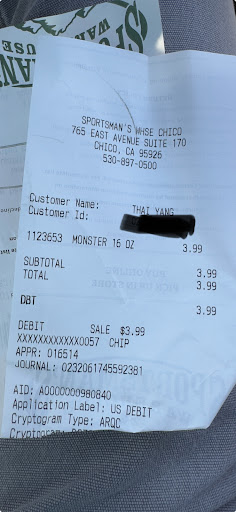 SPORTSMAN'S WHSE CHICO
765 EAST AVENUE SUITE 170
CHICO, CA 95926
530-897-0500
Customer Name: THAI YANG
Customer Id:
1123653 MONSTER 16 OZ 3.99
SUBTOTAL 3.99
TOTAL 3.99
DBT 3.99
DEBIT SALE $3.99
XXXXXXXXXXXX0057 CHIP
APPR: 016514
JOURNAL: 0232061745592381
AID: A0000000980840
Application Label: US DEBIT
Cryptogram Type: ARQC
Cryptogram: